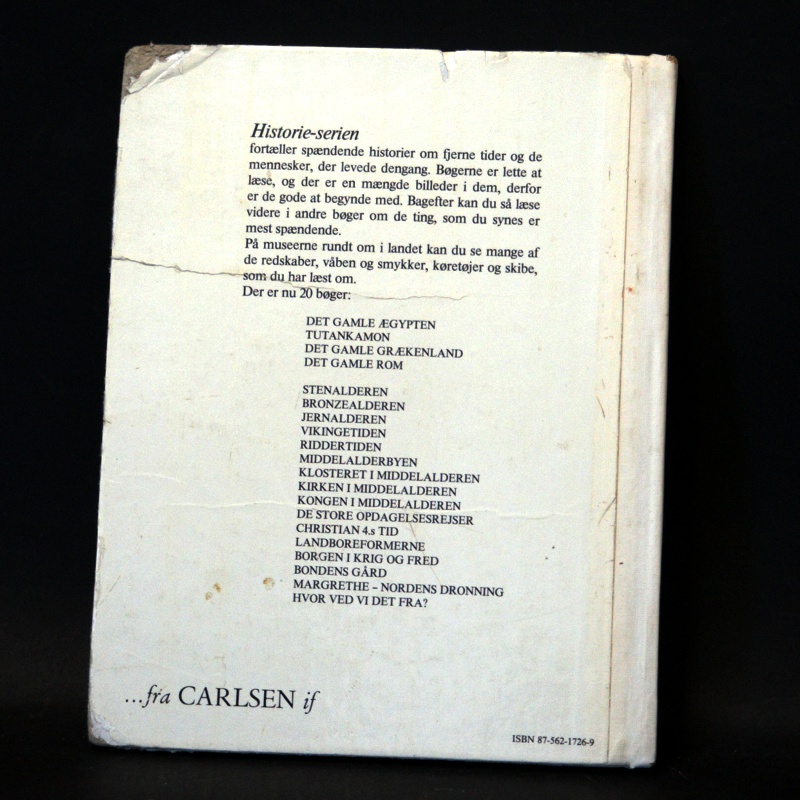 Historie-serien
fortæller spændende historier om fjerne tider og de
mennesker, der levede dengang. Bøgerne er lette at
læse, og der er en mængde billeder i dem, derfor
er de gode at begynde med. Bagefter kan du så læse
videre i andre bøger om de ting, som du synes er
mest spændende.
På museerne rundt om i landet kan du se mange af
de redskaber, våben og smykker, køretøjer og skibe,
som du har læst om.
Der er nu 20 bøger:
DET GAMLE ÆGYPTEN
TUTANKAMON
DET GAMLE GRÆKENLAND
DET GAMLE ROM
STENALDEREN
BRONZEALDEREN
JERNALDEREN
VIKINGETIDEN
RIDDERTIDEN
MIDDELALDERBYEN
KLOSTERET I MIDDELALDEREN
KIRKEN I MIDDELALDEREN
KONGEN I MIDDELALDEREN
DE STORE OPDAGELSESREJSER
CHRISTIAN 4.s TID
LANDBOREFORMERNE
BORGEN I KRIG OG FRED
BONDENS GÅRD
MARGRETHE – NORDENS DRONNING
HVOR VED VI DET FRA?
...fra CARLSEN if
ISBN 87-562-1726-9